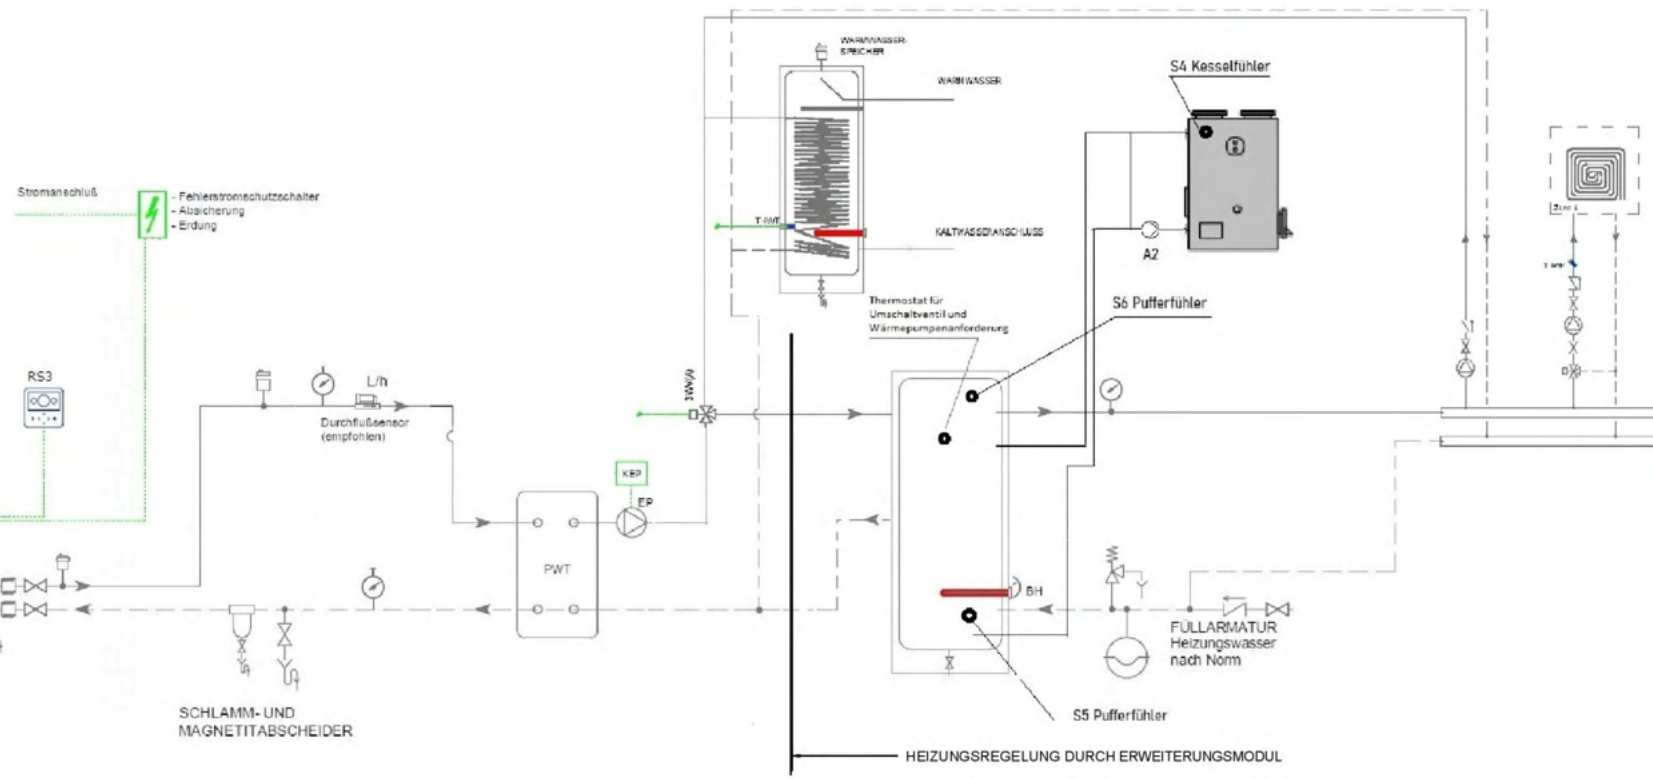 WARMWASSER-
SPEICHER
WARMWASSER
S4 Kesselfühler
Stromanschluß
- Fehlerstromschutzschalter
- Absicherung
- Erdung
KALTWASSERANSCHLUSS
A2
Thermostat für
Umschaltventil und
Wärmepumpenanforderung
S6 Pufferfühler
RS3
L/h
Durchflußsensor
(empfohlen)
KEP
EP
PWT
BH
FÜLLARMATUR
Heizungswasser
nach Norm
SCHLAMM- UND
MAGNETITABSCHEIDER
S5 Pufferfühler
HEIZUNGSREGELUNG DURCH ERWEITERUNGSMODUL